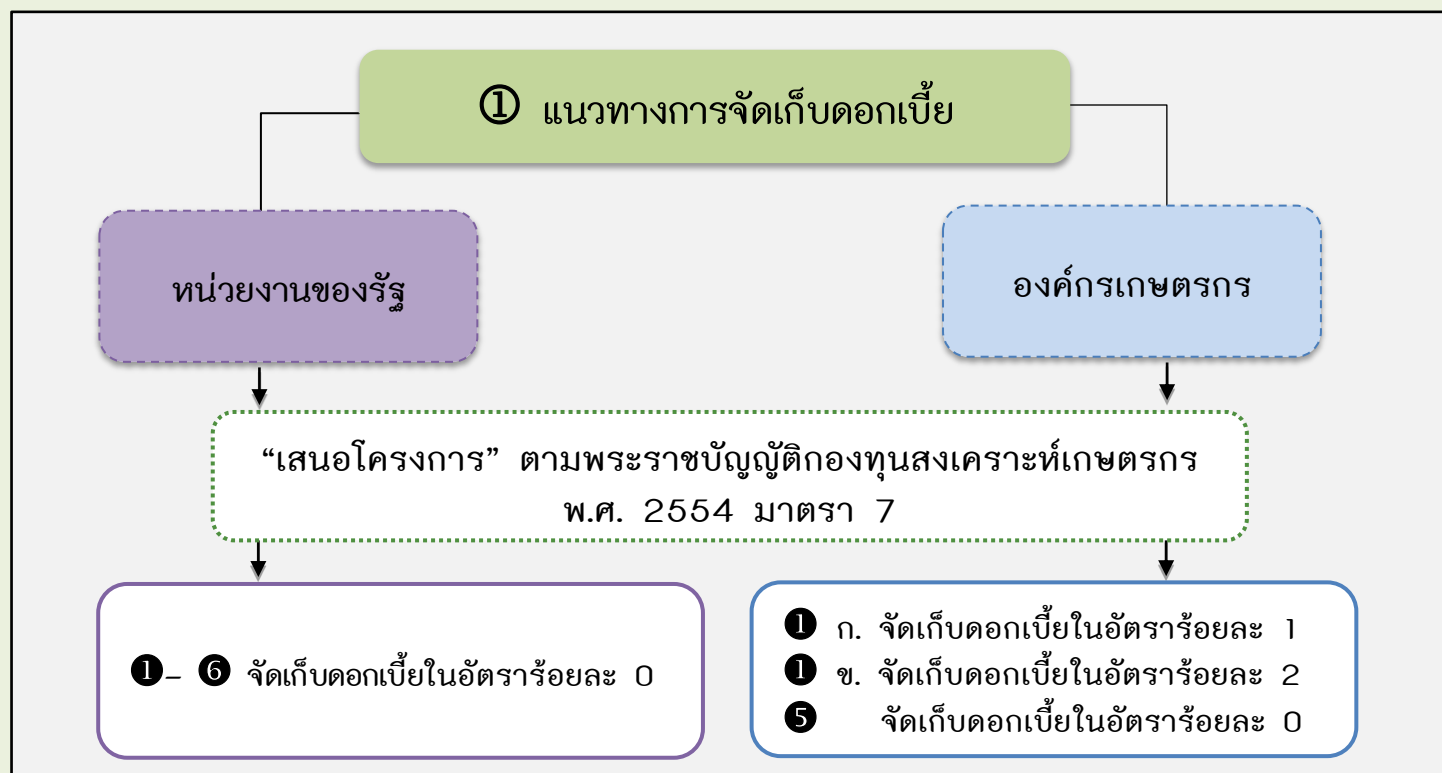 ① แนวทางการจัดเก็บดอกเบี้ย
หน่วยงานของรัฐ
องค์กรเกษตรกร
“เสนอโครงการ” ตามพระราชบัญญัติกองทุนสงเคราะห์เกษตรกร
พ.ศ. 2554 มาตรา 7
❶– ❻ จัดเก็บดอกเบี้ยในอัตราร้อยละ 0
❶ ก. จัดเก็บดอกเบี้ยในอัตราร้อยละ 1
❶ ข. จัดเก็บดอกเบี้ยในอัตราร้อยละ 2
❺ จัดเก็บดอกเบี้ยในอัตราร้อยละ 0